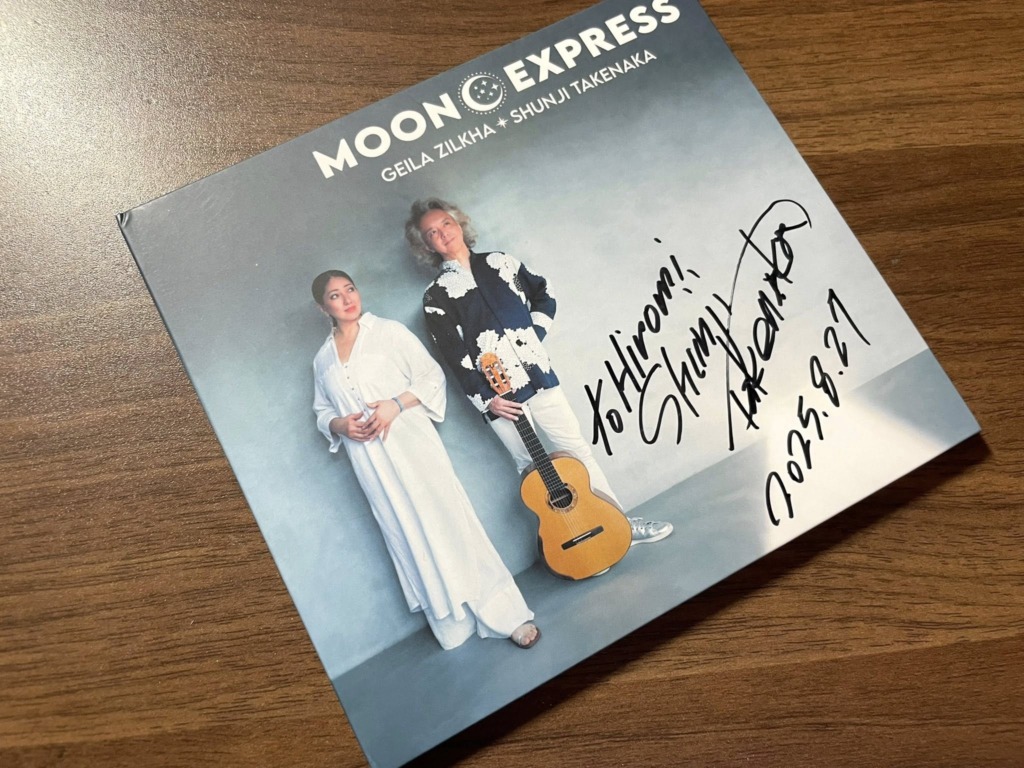 MOON EXPRESS
GEILA ZILKHA SHUNJI TAKENAKA
to Hiromi,
Shunji
Takenaka
2025.8.27